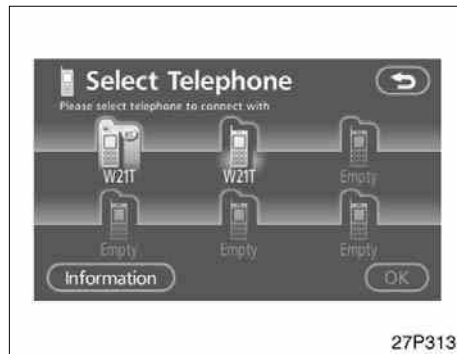 Select Telephone
Please select telephone to connect with
W21T W21T Empty
Empty Empty Empty
Information OK
27P313